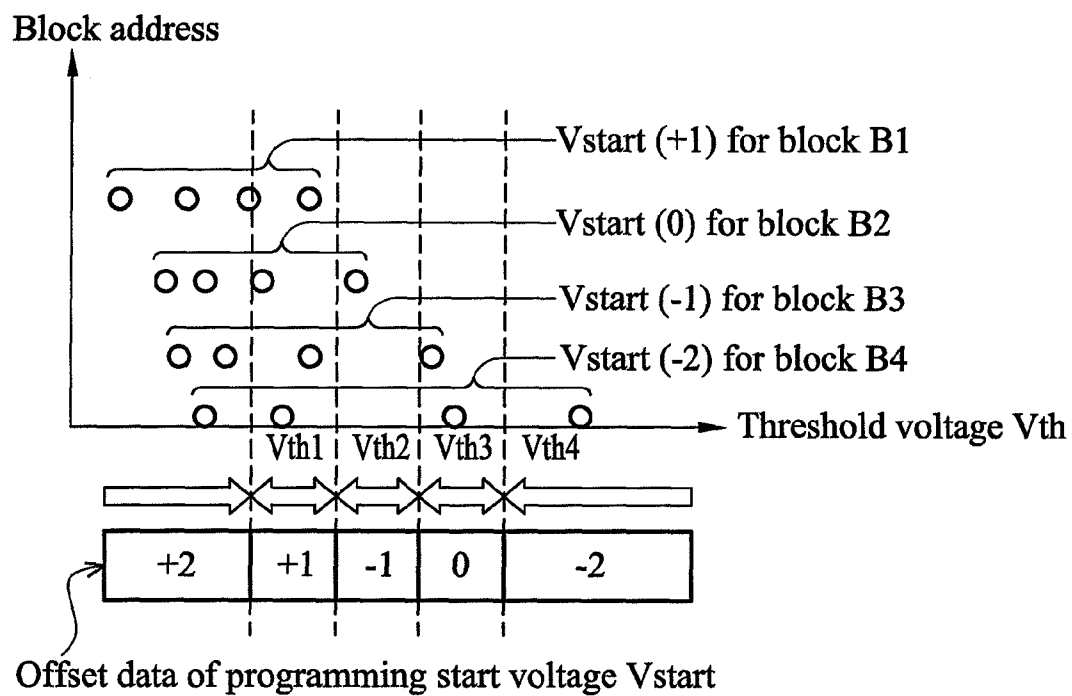 Block address
Vstart (+1) for block B1
Vstart (0) for block B2
Vstart (-1) for block B3
Vstart (-2) for block B4
Threshold voltage Vth
Vth1 Vth2 Vth3 Vth4
+2 +1 -1 0 -2
Offset data of programming start voltage Vstart